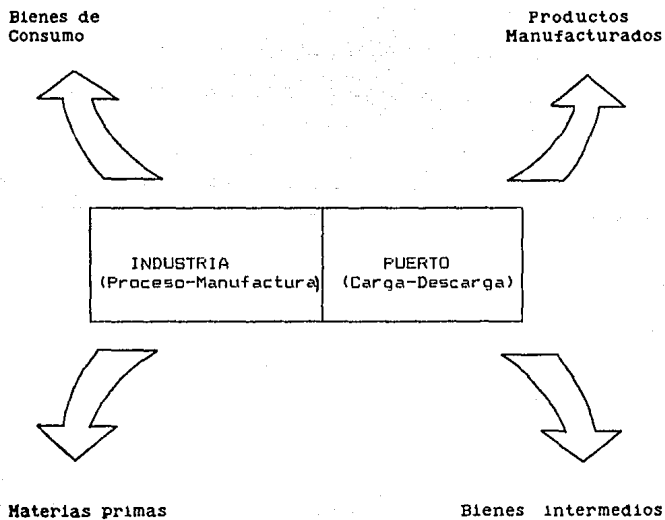 Bienes de
Consumo
Productos
Manufacturados
INDUSTRIA
(Proceso-Manufactura)
PUERTO
(Carga-Descarga)
Materias primas
Bienes intermedios